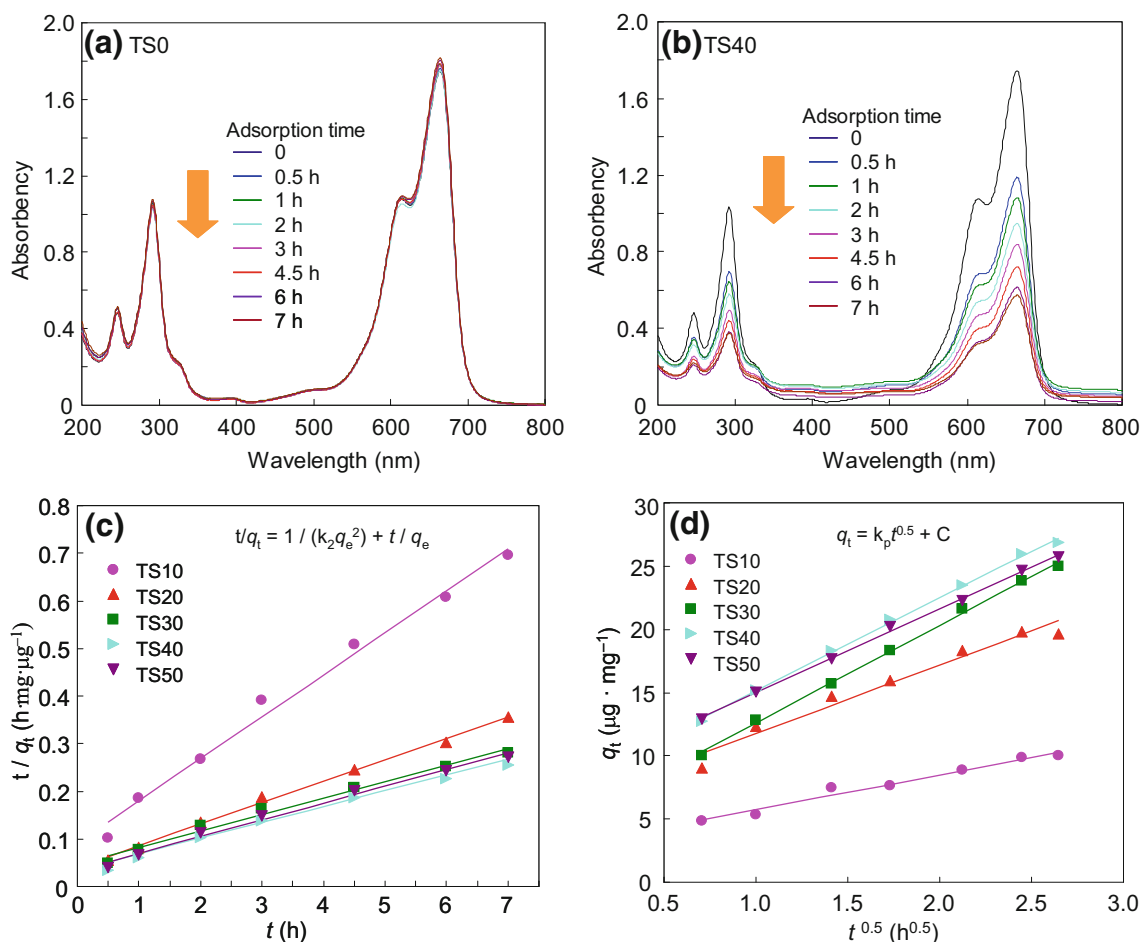 (a) TS0
2.0
1.6
1.2
0.8
0.4
0
Absorbency
Adsorption time
0
0.5 h
1 h
2 h
3 h
4.5 h
6 h
7 h
200 300 400 500 600 700 800
Wavelength (nm)
(b) TS40
2.0
1.6
1.2
0.8
0.4
0
Absorbency
Adsorption time
0
0.5 h
1 h
2 h
3 h
4.5 h
6 h
7 h
200 300 400 500 600 700 800
Wavelength (nm)
(c)
t/qt = 1 / (k2qe²) + t / qe
0.8
0.7
0.6
0.5
0.4
0.3
0.2
0.1
0
t / qt (h·mg·μg⁻¹)
TS10
TS20
TS30
TS40
TS50
0 1 2 3 4 5 6 7
t (h)
(d)
qt = kpt⁰·⁵ + C
30
25
20
15
10
5
0
qt (μg · mg⁻¹)
TS10
TS20
TS30
TS40
TS50
0.5 1.0 1.5 2.0 2.5 3.0
t ⁰·⁵ (h⁰·⁵)